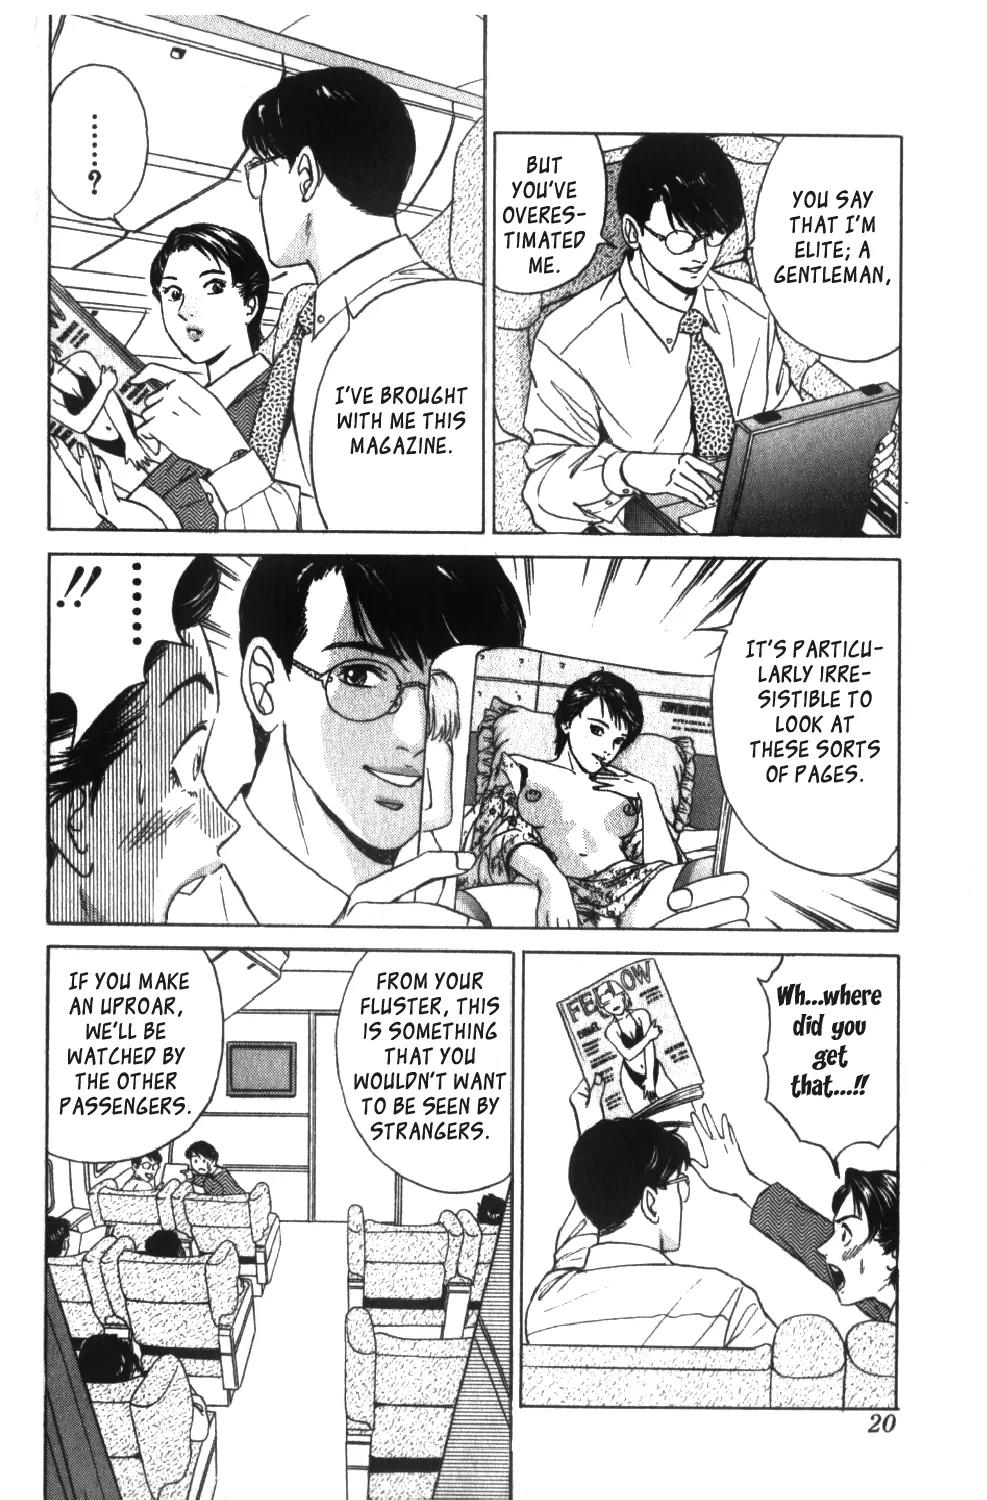 YOU SAY
THAT I'M
ELITE; A
GENTLEMAN,
BUT
YOU'VE
OVERES-
TIMATED
ME.
I'VE BROUGHT
WITH ME THIS
MAGAZINE.
......?
IT'S PARTICU-
LARLY IRRE-
SISTIBLE TO
LOOK AT
THESE SORTS
OF PAGES.
......
!!
Wh...where
did you
get
that...!!
FELLOW
FROM YOUR
FLUSTER, THIS
IS SOMETHING
THAT YOU
WOULDN'T WANT
TO BE SEEN BY
STRANGERS.
IF YOU MAKE
AN UPROAR,
WE'LL BE
WATCHED BY
THE OTHER
PASSENGERS.
20